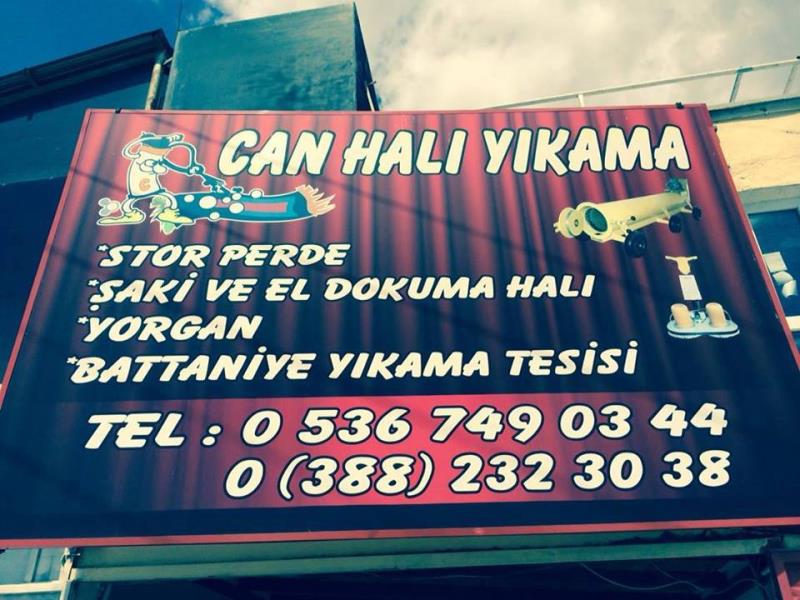 CAN HALI YIKAMA
*STOR PERDE
*ŞAKİ VE EL DOKUMA HALI
*YORGAN
*BATTANİYE YIKAMA TESİSİ
TEL : 0 536 749 03 44
0 (388) 232 30 38